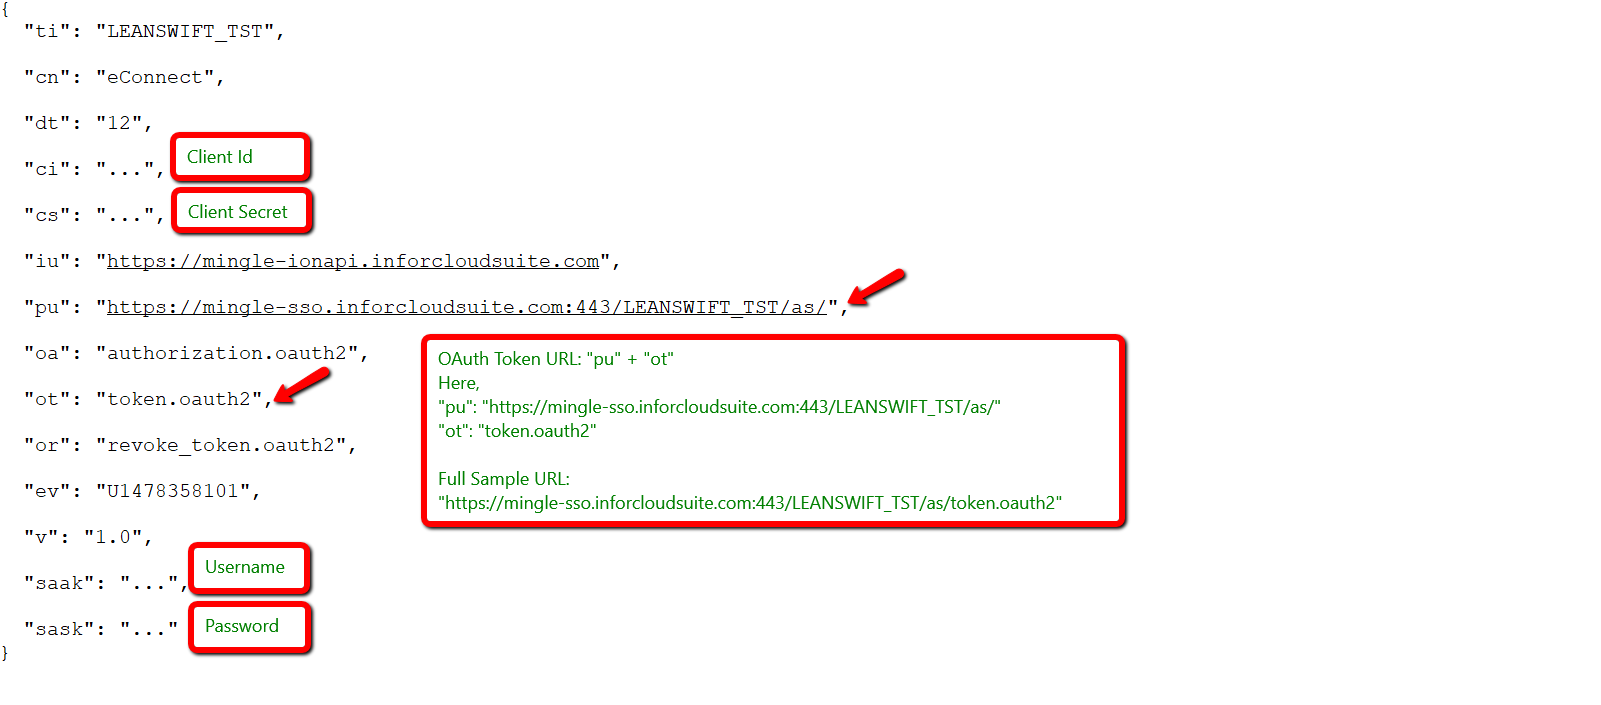 {
"ti": "LEANSWIFT_TST",
"cn": "eConnect",
"dt": "12",
"ci": "...", Client Id
"cs": "...", Client Secret
"iu": "https://mingle-ionapi.inforcloudsuite.com",
"pu": "https://mingle-sso.inforcloudsuite.com:443/LEANSWIFT_TST/as/",
"oa": "authorization.oauth2",
"ot": "token.oauth2",
"or": "revoke_token.oauth2",
"ev": "U1478358101",
"v": "1.0",
"saak": "...", Username
"sask": "..." Password
}
OAuth Token URL: "pu" + "ot"
Here,
"pu": "https://mingle-sso.inforcloudsuite.com:443/LEANSWIFT_TST/as/"
"ot": "token.oauth2"
Full Sample URL:
"https://mingle-sso.inforcloudsuite.com:443/LEANSWIFT_TST/as/token.oauth2"